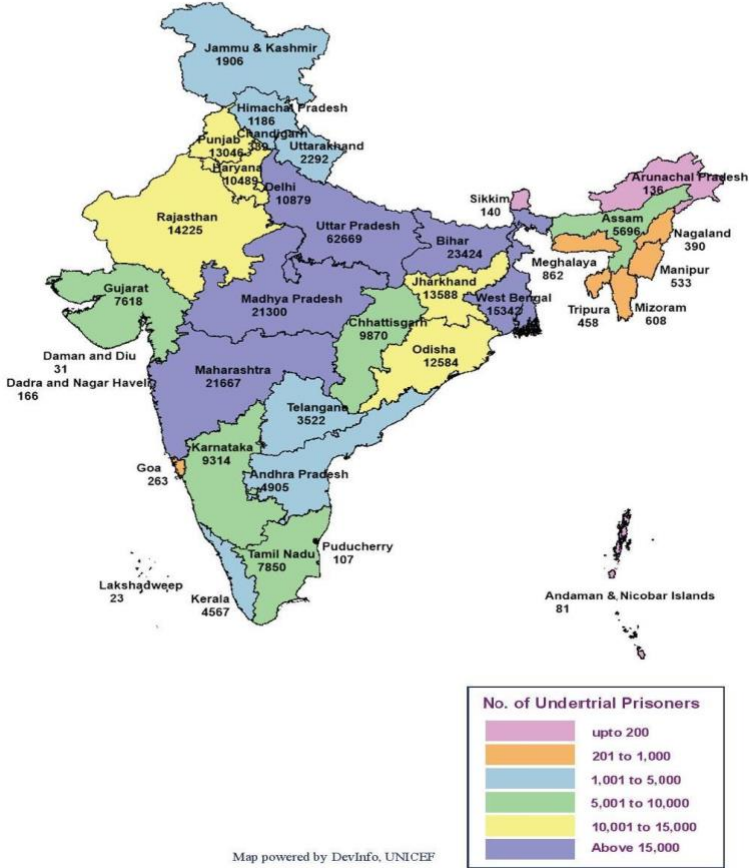 Jammu & Kashmir
1906
Himachal Pradesh
1186
Chandigarh
389
Punjab
13046
Uttarakhand
2292
Haryana
10489
Delhi
10879
Arunachal Pradesh
136
Sikkim
140
Rajasthan
14225
Uttar Pradesh
62669
Bihar
23424
Assam
5696
Nagaland
390
Meghalaya
862
Manipur
533
Gujarat
7618
Madhya Pradesh
21300
Jharkhand
13588
West Bengal
15342
Tripura
458
Mizoram
608
Chhattisgarh
9870
Daman and Diu
31
Dadra and Nagar Haveli
166
Maharashtra
21667
Odisha
12584
Telangana
3522
Karnataka
9314
Goa
263
Andhra Pradesh
4905
Puducherry
107
Tamil Nadu
7850
Lakshadweep
23
Kerala
4567
Andaman & Nicobar Islands
81
No. of Undertrial Prisoners
upto 200
201 to 1,000
1,001 to 5,000
5,001 to 10,000
10,001 to 15,000
Above 15,000
Map powered by DevInfo, UNICEF